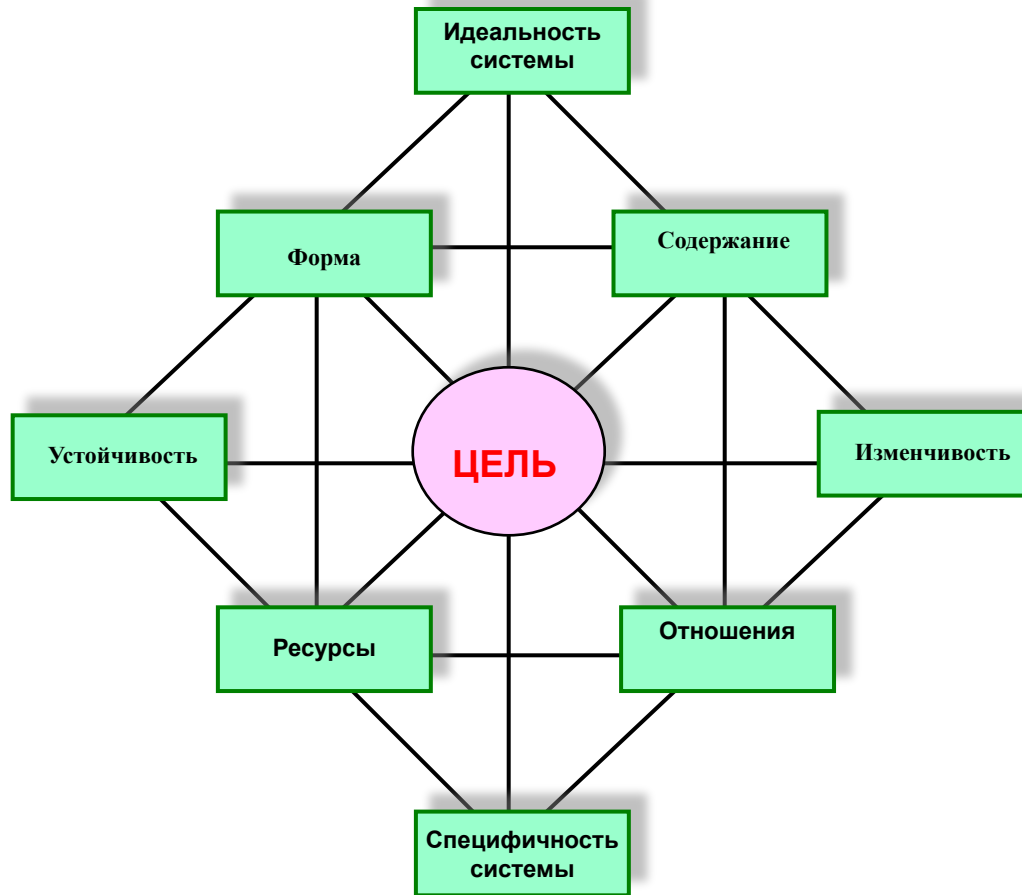 Идеальность
системы
Форма
Содержание
Устойчивость
ЦЕЛЬ
Изменчивость
Ресурсы
Отношения
Специфичность
системы